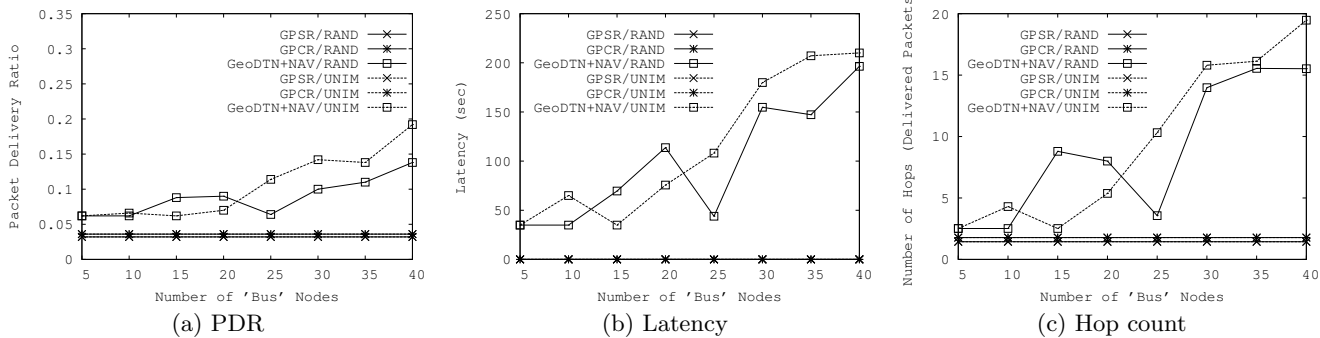 Packet Delivery Ratio
0.35
0.3
0.25
0.2
0.15
0.1
0.05
0
GPSR/RAND
GPCR/RAND
GeoDTN+NAV/RAND
GPSR/UNIM
GPCR/UNIM
GeoDTN+NAV/UNIM
5 10 15 20 25 30 35 40
Number of 'Bus' Nodes
(a) PDR
Latency (sec)
250
200
150
100
50
0
GPSR/RAND
GPCR/RAND
GeoDTN+NAV/RAND
GPSR/UNIM
GPCR/UNIM
GeoDTN+NAV/UNIM
5 10 15 20 25 30 35 40
Number of 'Bus' Nodes
(b) Latency
Number of Hops (Delivered Packets
20
15
10
5
0
GPSR/RAND
GPCR/RAND
GeoDTN+NAV/RAND
GPSR/UNIM
GPCR/UNIM
GeoDTN+NAV/UNIM
5 10 15 20 25 30 35 40
Number of 'Bus' Nodes
(c) Hop count